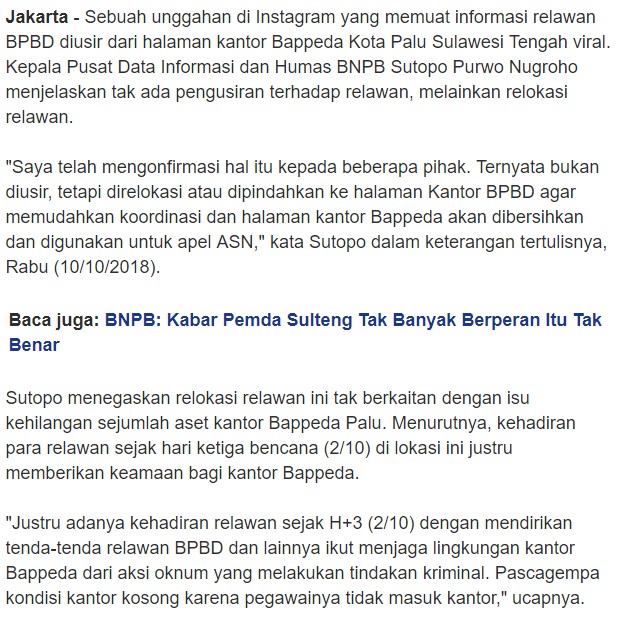 Jakarta - Sebuah unggahan di Instagram yang memuat informasi relawan
BPBD diusir dari halaman kantor Bappeda Kota Palu Sulawesi Tengah viral.
Kepala Pusat Data Informasi dan Humas BNPB Sutopo Purwo Nugroho
menjelaskan tak ada pengusiran terhadap relawan, melainkan relokasi
relawan.
"Saya telah mengonfirmasi hal itu kepada beberapa pihak. Ternyata bukan
diusir, tetapi direlokasi atau dipindahkan ke halaman Kantor BPBD agar
memudahkan koordinasi dan halaman kantor Bappeda akan dibersihkan
dan digunakan untuk apel ASN," kata Sutopo dalam keterangan tertulisnya,
Rabu (10/10/2018).
Baca juga: BNPB: Kabar Pemda Sulteng Tak Banyak Berperan Itu Tak
Benar
Sutopo menegaskan relokasi relawan ini tak berkaitan dengan isu
kehilangan sejumlah aset kantor Bappeda Palu. Menurutnya, kehadiran
para relawan sejak hari ketiga bencana (2/10) di lokasi ini justru
memberikan keamaan bagi kantor Bappeda.
"Justru adanya kehadiran relawan sejak H+3 (2/10) dengan mendirikan
tenda-tenda relawan BPBD dan lainnya ikut menjaga lingkungan kantor
Bappeda dari aksi oknum yang melakukan tindakan kriminal. Pascagempa
kondisi kantor kosong karena pegawainya tidak masuk kantor," ucapnya.